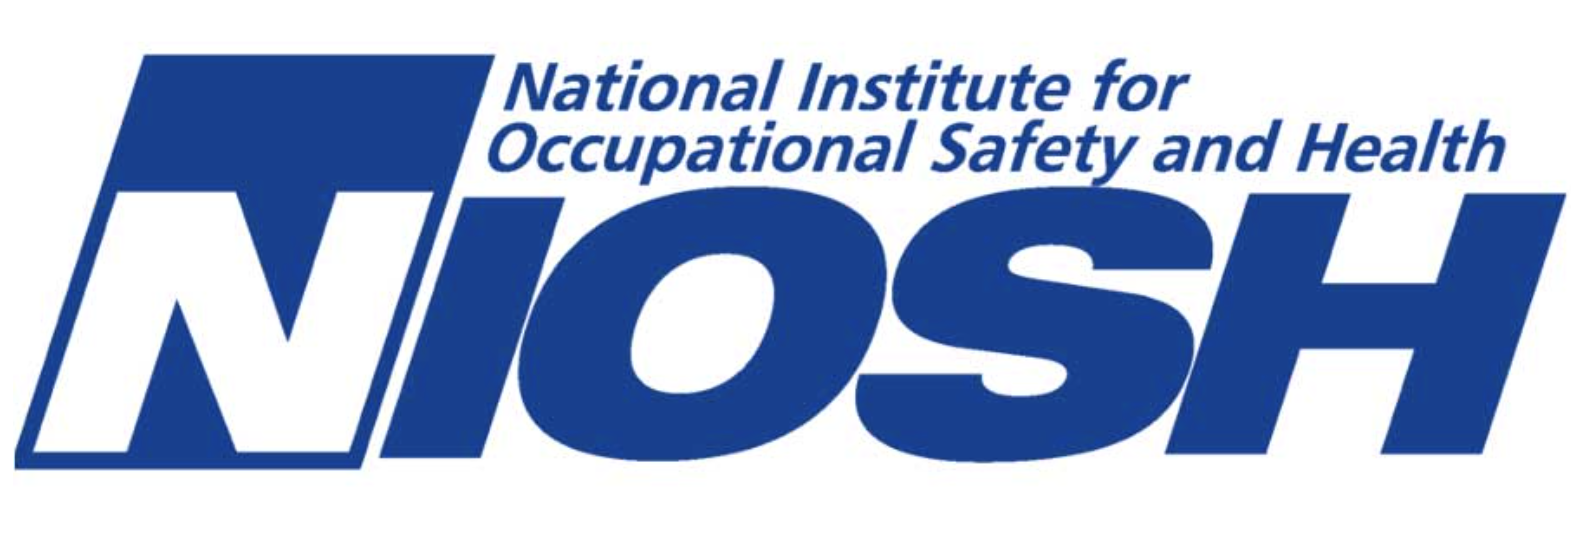 National Institute for
Occupational Safety and Health
NIOSH